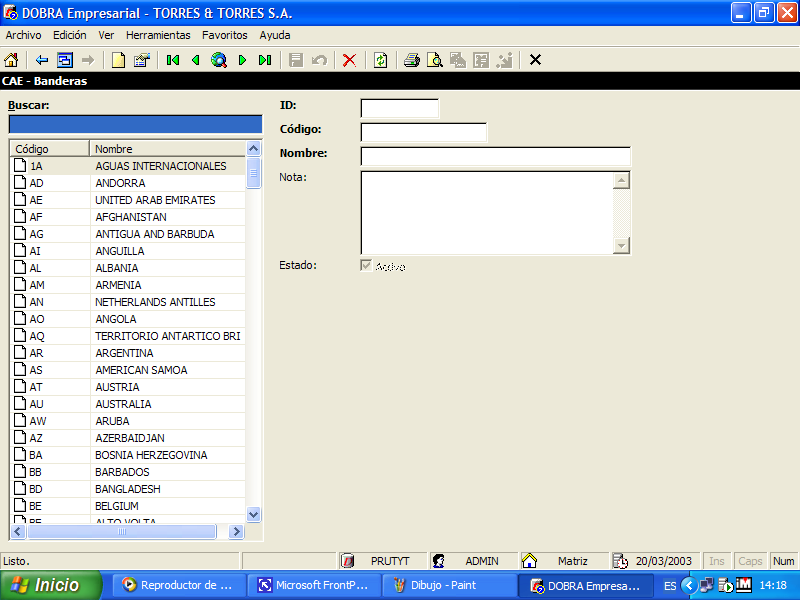 DOBRA Empresarial - TORRES & TORRES S.A.
Archivo Edición Ver Herramientas Favoritos Ayuda
CAE - Banderas
Buscar:
Código Nombre
1A AGUAS INTERNACIONALES
AD ANDORRA
AE UNITED ARAB EMIRATES
AF AFGHANISTAN
AG ANTIGUA AND BARBUDA
AI ANGUILLA
AL ALBANIA
AM ARMENIA
AN NETHERLANDS ANTILLES
AO ANGOLA
AQ TERRITORIO ANTARTICO BRI
AR ARGENTINA
AS AMERICAN SAMOA
AT AUSTRIA
AU AUSTRALIA
AW ARUBA
AZ AZERBAIDJAN
BA BOSNIA HERZEGOVINA
BB BARBADOS
BD BANGLADESH
BE BELGIUM
BF ALTO VOLTA
ID:
Código:
Nombre:
Nota:
Estado: Activo
Listo. PRUTYT ADMIN Matriz 20/03/2003 Ins Caps Num
Inicio Reproductor de ... Microsoft FrontP... Dibujo - Paint DOBRA Empresa... ES 14:18